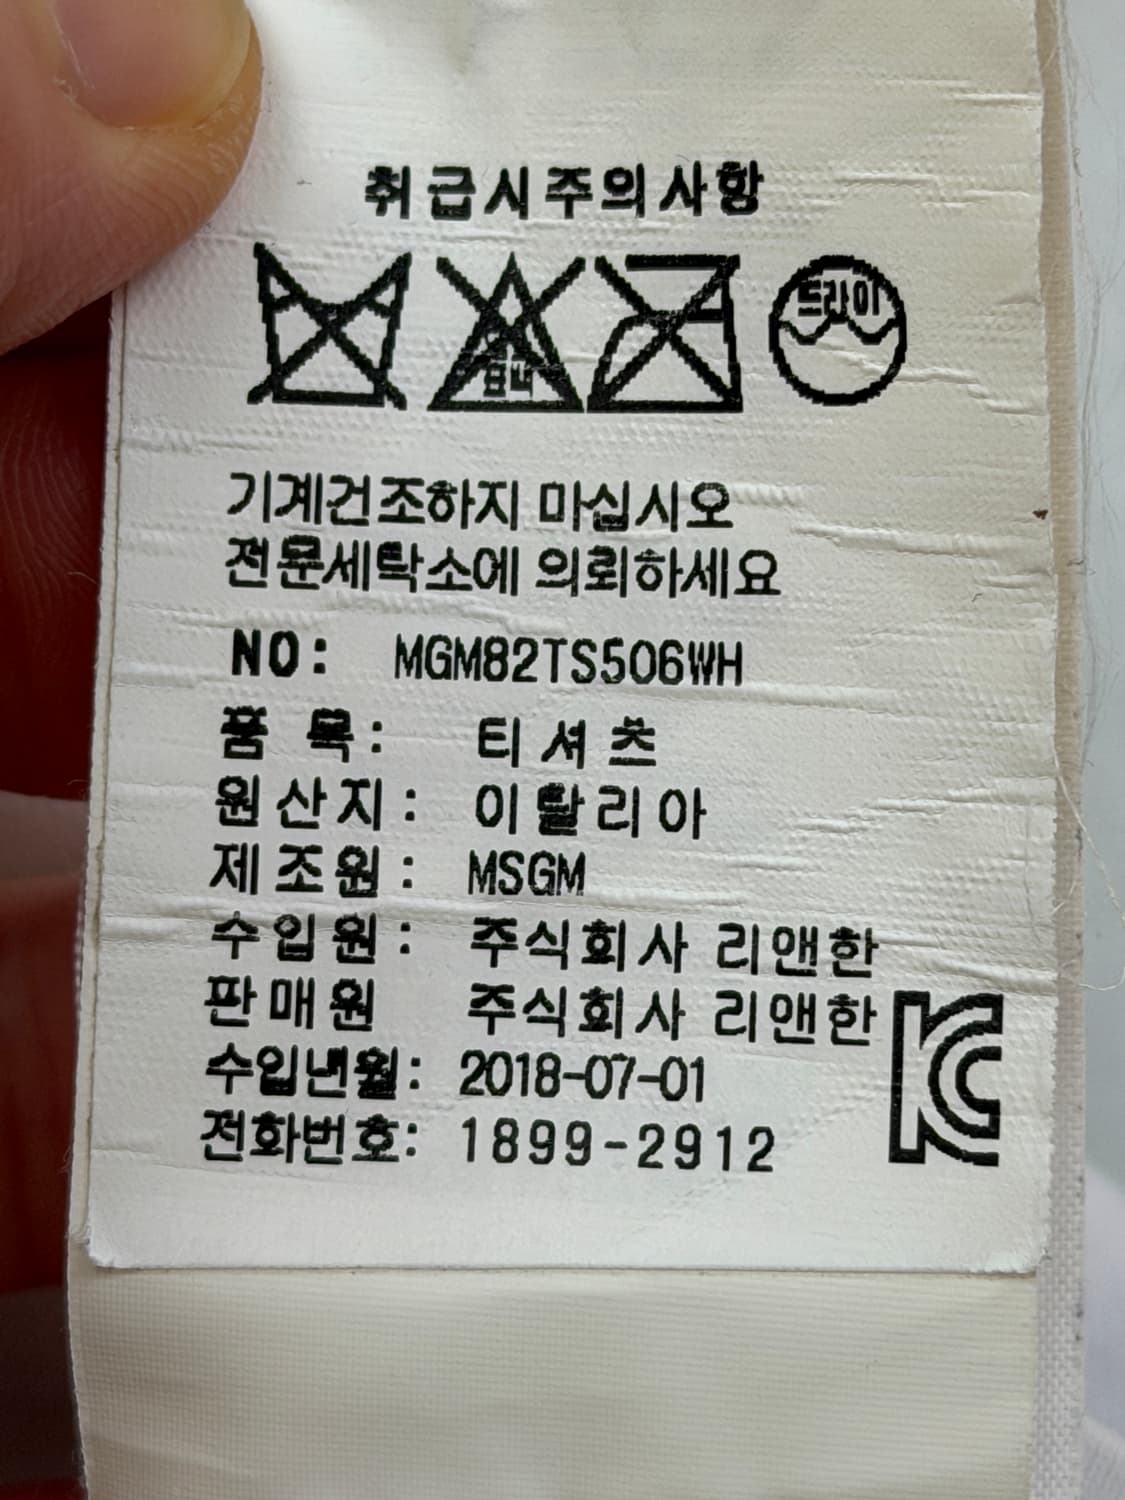 취급시주의사항
표백
드라이
기계건조하지 마십시오
전문세탁소에 의뢰하세요
NO: MGM82TS506WH
품 목: 티셔츠
원산지: 이탈리아
제조원: MSGM
수입원: 주식회사 리앤한
판매원 주식회사 리앤한
수입년월: 2018-07-01
전화번호: 1899-2912
KC